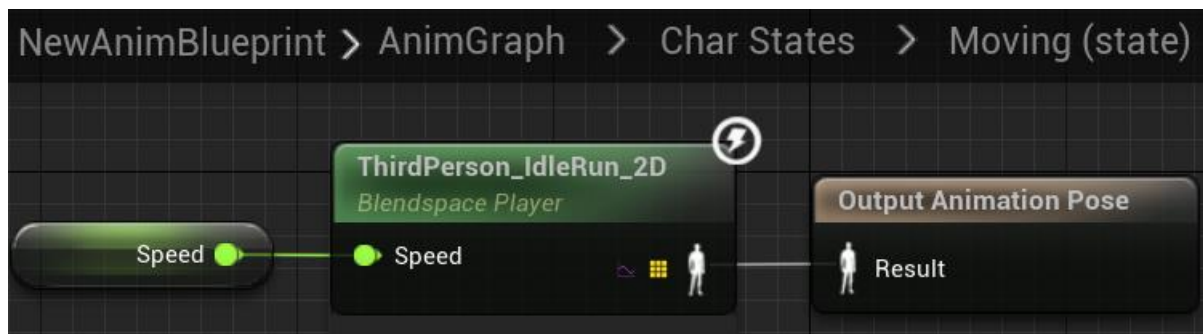 NewAnimBlueprint > AnimGraph > Char States > Moving (state)
ThirdPerson_IdleRun_2D
Blendspace Player
Output Animation Pose
Speed
Speed
Result